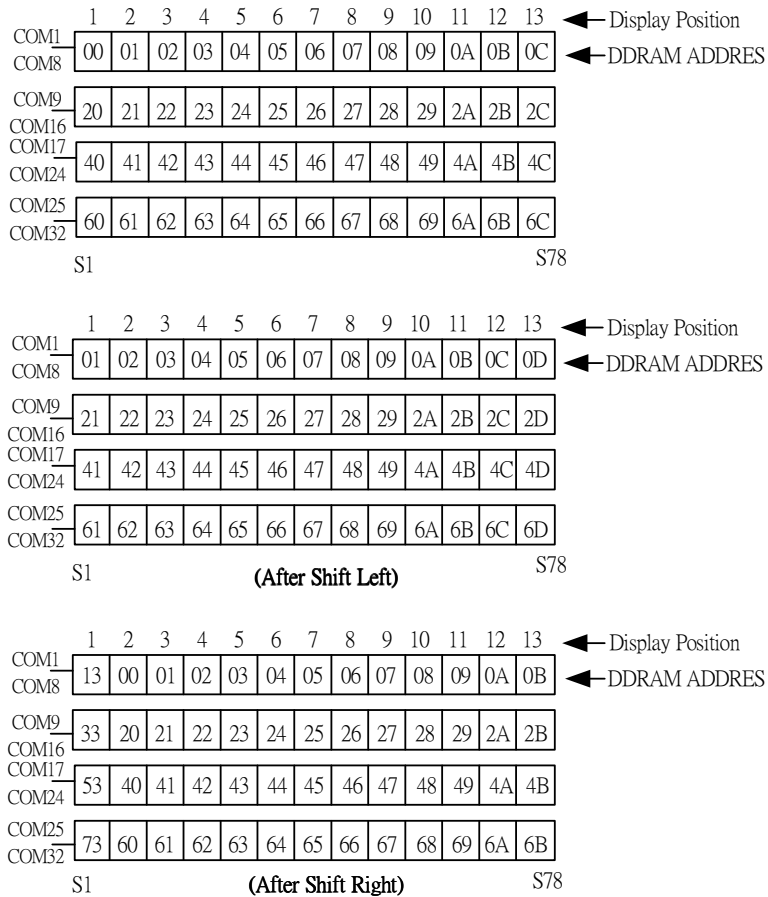 1 2 3 4 5 6 7 8 9 10 11 12 13 Display Position
COM1
COM8 00 01 02 03 04 05 06 07 08 09 0A 0B 0C DDRAM ADDRES
COM9
COM16 20 21 22 23 24 25 26 27 28 29 2A 2B 2C
COM17
COM24 40 41 42 43 44 45 46 47 48 49 4A 4B 4C
COM25
COM32 60 61 62 63 64 65 66 67 68 69 6A 6B 6C
S1 S78
1 2 3 4 5 6 7 8 9 10 11 12 13 Display Position
COM1
COM8 01 02 03 04 05 06 07 08 09 0A 0B 0C 0D DDRAM ADDRES
COM9
COM16 21 22 23 24 25 26 27 28 29 2A 2B 2C 2D
COM17
COM24 41 42 43 44 45 46 47 48 49 4A 4B 4C 4D
COM25
COM32 61 62 63 64 65 66 67 68 69 6A 6B 6C 6D
S1 (After Shift Left) S78
1 2 3 4 5 6 7 8 9 10 11 12 13 Display Position
COM1
COM8 13 00 01 02 03 04 05 06 07 08 09 0A 0B DDRAM ADDRES
COM9
COM16 33 20 21 22 23 24 25 26 27 28 29 2A 2B
COM17
COM24 53 40 41 42 43 44 45 46 47 48 49 4A 4B
COM25
COM32 73 60 61 62 63 64 65 66 67 68 69 6A 6B
S1 (After Shift Right) S78